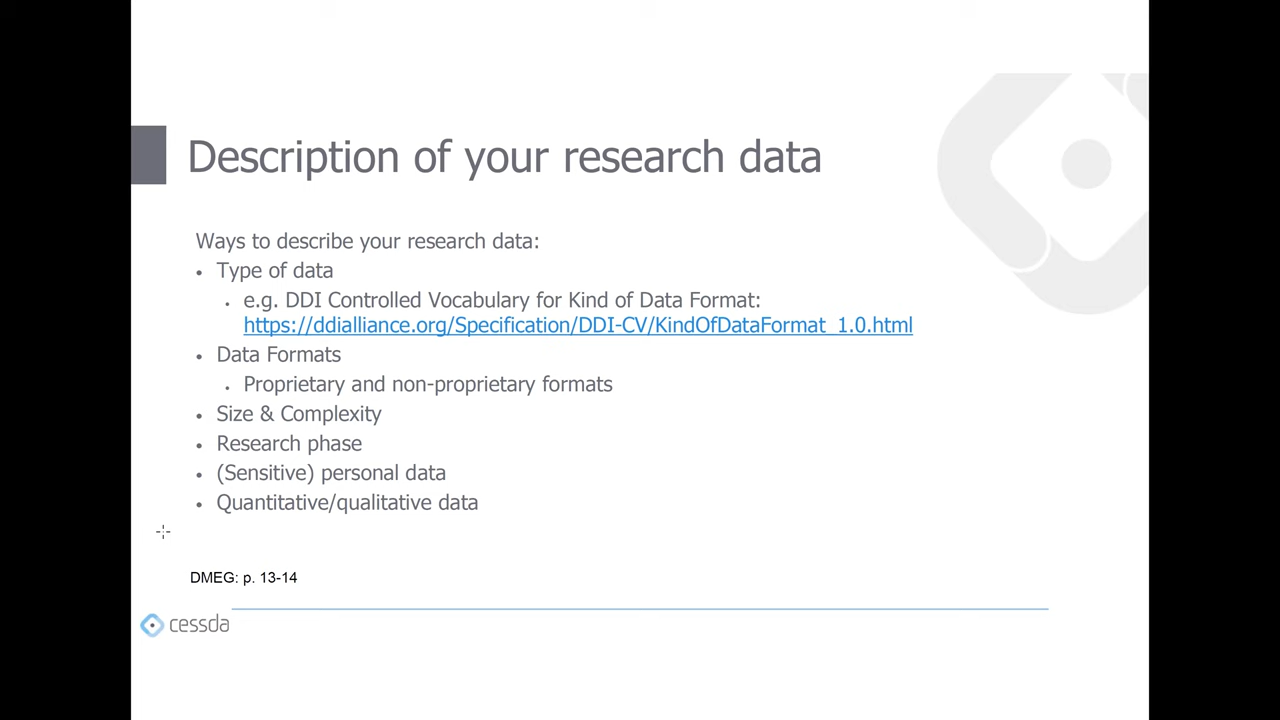 Description of your research data
Ways to describe your research data:
• Type of data
• e.g. DDI Controlled Vocabulary for Kind of Data Format:
https://ddialliance.org/Specification/DDI-CV/KindOfDataFormat_1.0.html
• Data Formats
• Proprietary and non-proprietary formats
• Size & Complexity
• Research phase
• (Sensitive) personal data
• Quantitative/qualitative data
DMEG: p. 13-14
cessda